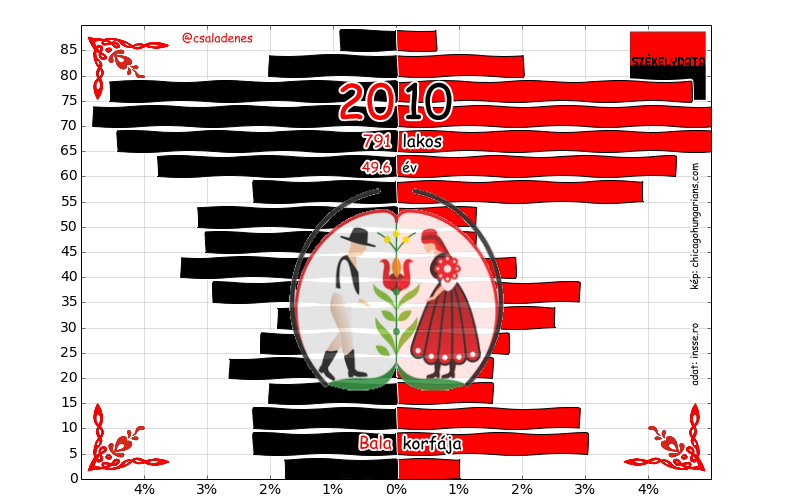 @csaladenes
SZÉKELYDATA
2010
791 lakos
49.6 év
kép: chicagohungarians.com
adat: insse.ro
Bala korfája
85
80
75
70
65
60
55
50
45
40
35
30
25
20
15
10
5
0
4% 3% 2% 1% 0% 1% 2% 3% 4%